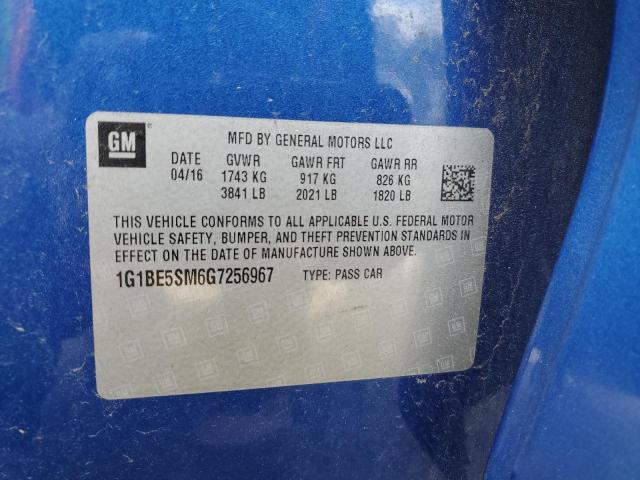 GM
MFD BY GENERAL MOTORS LLC
DATE GVWR GAWR FRT GAWR RR
04/16 1743 KG 917 KG 826 KG
3841 LB 2021 LB 1820 LB
THIS VEHICLE CONFORMS TO ALL APPLICABLE U.S. FEDERAL MOTOR
VEHICLE SAFETY, BUMPER, AND THEFT PREVENTION STANDARDS IN
EFFECT ON THE DATE OF MANUFACTURE SHOWN ABOVE.
1G1BE5SM6G7256967 TYPE: PASS CAR